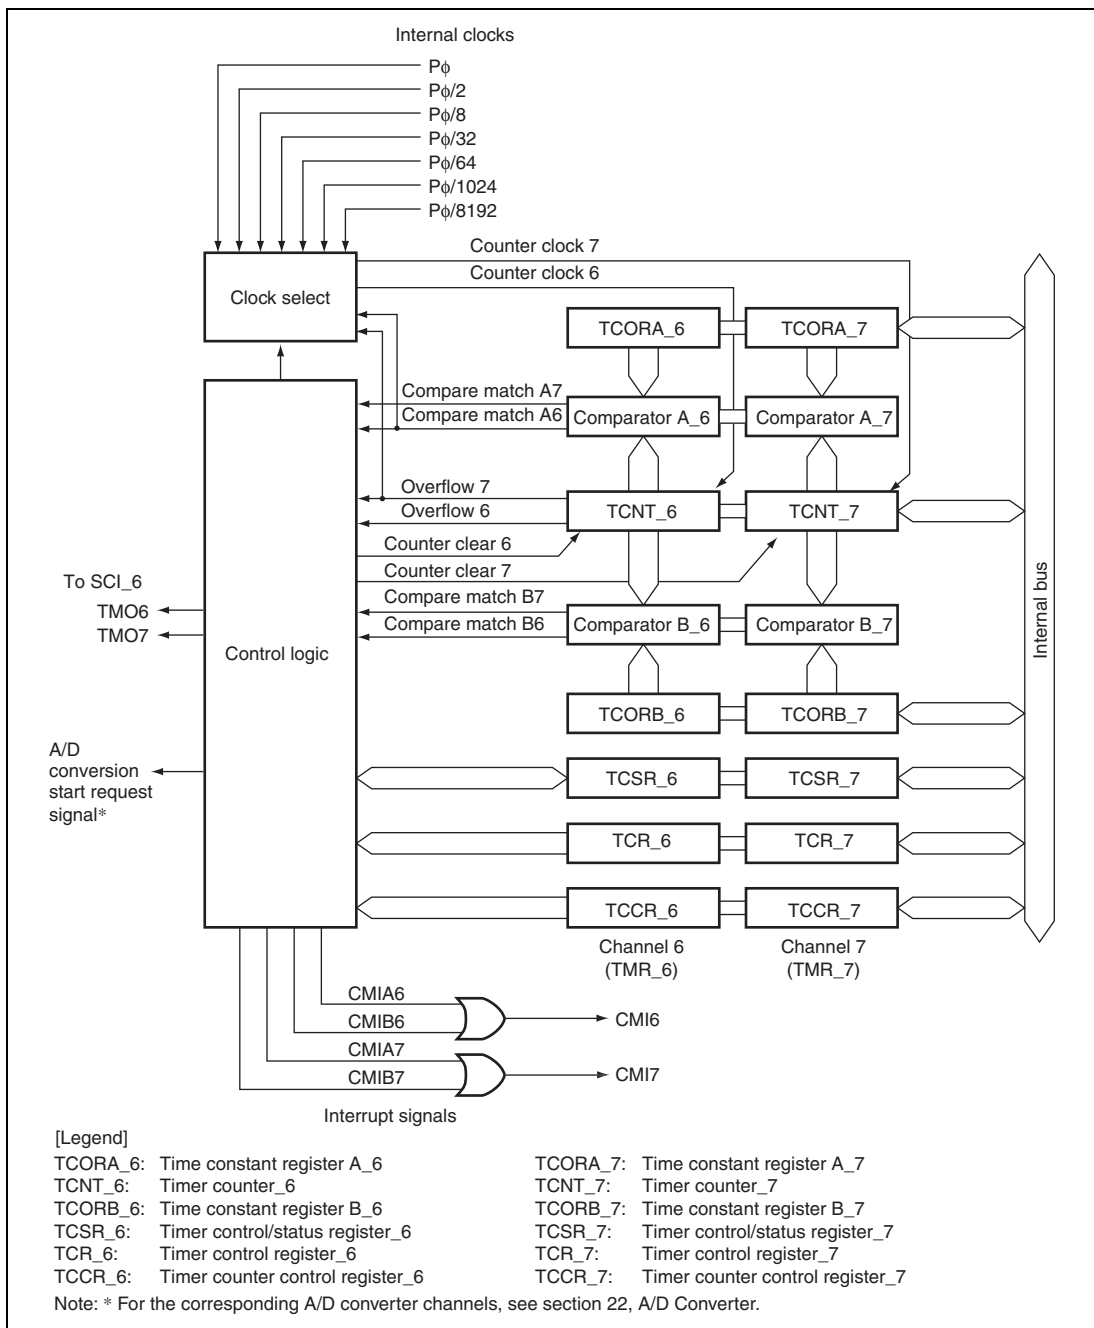 Internal clocks
Pϕ
Pϕ/2
Pϕ/8
Pϕ/32
Pϕ/64
Pϕ/1024
Pϕ/8192
Counter clock 7
Counter clock 6
Clock select
TCORA_6
TCORA_7
Compare match A7
Compare match A6
Comparator A_6
Comparator A_7
Overflow 7
Overflow 6
TCNT_6
TCNT_7
Counter clear 6
Counter clear 7
To SCI_6
TMO6
TMO7
Compare match B7
Compare match B6
Comparator B_6
Comparator B_7
Control logic
Internal bus
TCORB_6
TCORB_7
A/D
conversion
start request
signal*
TCSR_6
TCSR_7
TCR_6
TCR_7
TCCR_6
TCCR_7
Channel 6
(TMR_6)
Channel 7
(TMR_7)
CMIA6
CMIB6
CMI6
CMIA7
CMIB7
CMI7
Interrupt signals
[Legend]
TCORA_6: Time constant register A_6
TCNT_6: Timer counter_6
TCORB_6: Time constant register B_6
TCSR_6: Timer control/status register_6
TCR_6: Timer control register_6
TCCR_6: Timer counter control register_6
TCORA_7: Time constant register A_7
TCNT_7: Timer counter_7
TCORB_7: Time constant register B_7
TCSR_7: Timer control/status register_7
TCR_7: Timer control register_7
TCCR_7: Timer counter control register_7
Note: * For the corresponding A/D converter channels, see section 22, A/D Converter.